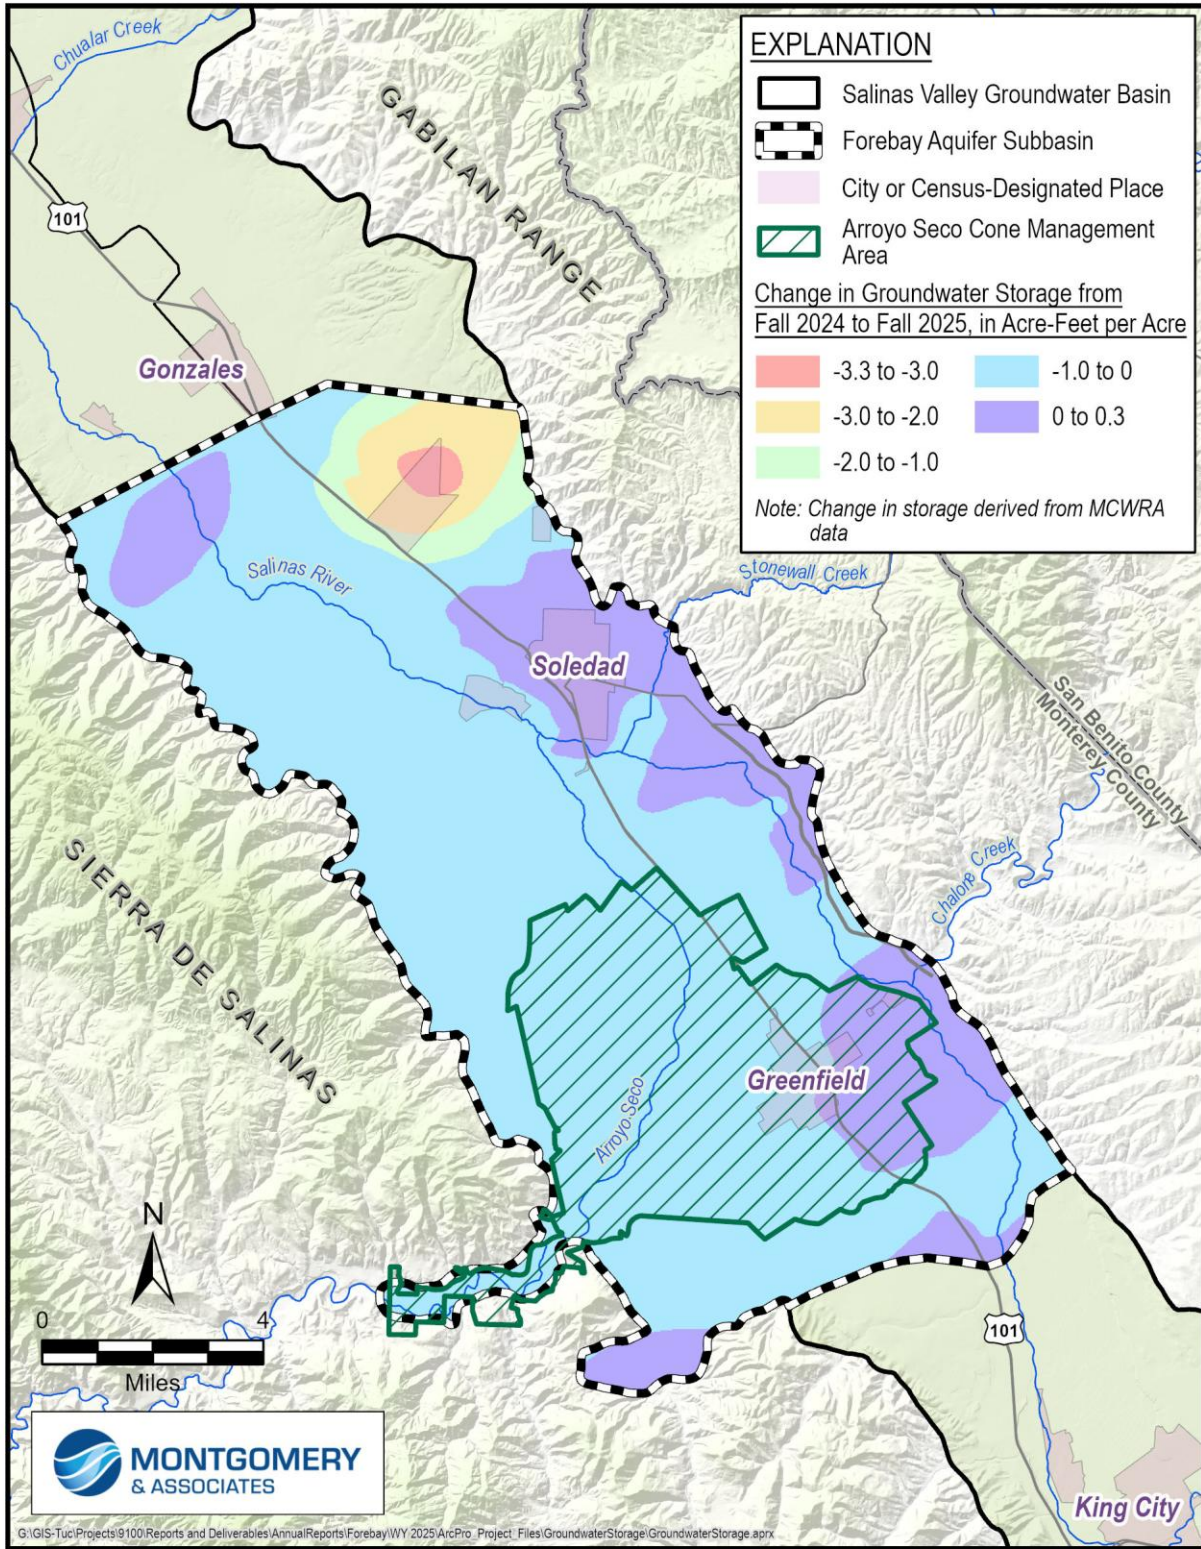 Chualar Creek
101
GABILAN RANGE
Gonzales
EXPLANATION
Salinas Valley Groundwater Basin
Forebay Aquifer Subbasin
City or Census-Designated Place
Arroyo Seco Cone Management
Area
Change in Groundwater Storage from
Fall 2024 to Fall 2025, in Acre-Feet per Acre
-3.3 to -3.0
-1.0 to 0
-3.0 to -2.0
0 to 0.3
-2.0 to -1.0
Note: Change in storage derived from MCWRA
data
Salinas River
Stonewall Creek
Soledad
San Benito County
Monterey County
SIERRA DE SALINAS
Chalone Creek
Greenfield
Arroyo Seco
N
0 4
Miles
101
MONTGOMERY
& ASSOCIATES
King City
G:\GIS-Tuc\Projects\9100\Reports and Deliverables\AnnualReports\Forebay\WY 2025\ArcPro_Project_Files\GroundwaterStorage\GroundwaterStorage.aprx